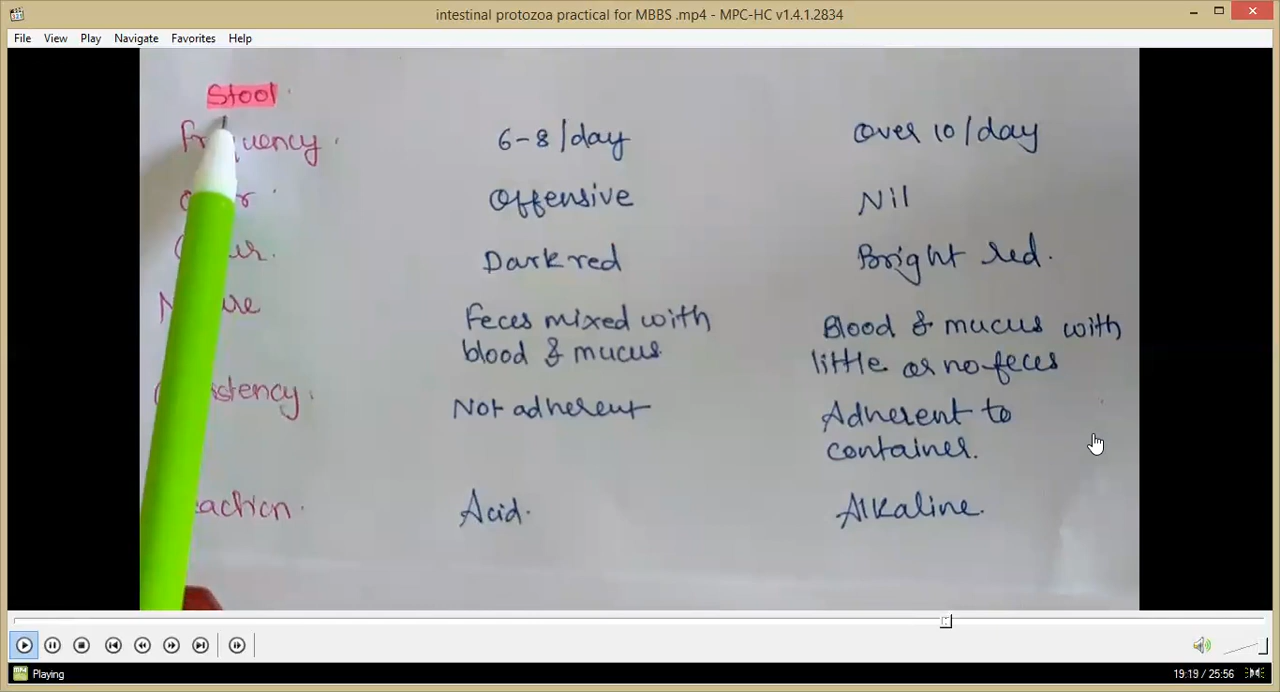 intestinal protozoa practical for MBBS .mp4 - MPC-HC v1.4.1.2834
File View Play Navigate Favorites Help
Stool
Frequency 6-8/day Over 10/day
Offensive Nil
Dark red Bright red.
Feces mixed with blood & mucus Blood & mucus with little or no feces
Not adherent Adherent to container.
Acid. Alkaline.
Playing 19:19 / 25:56